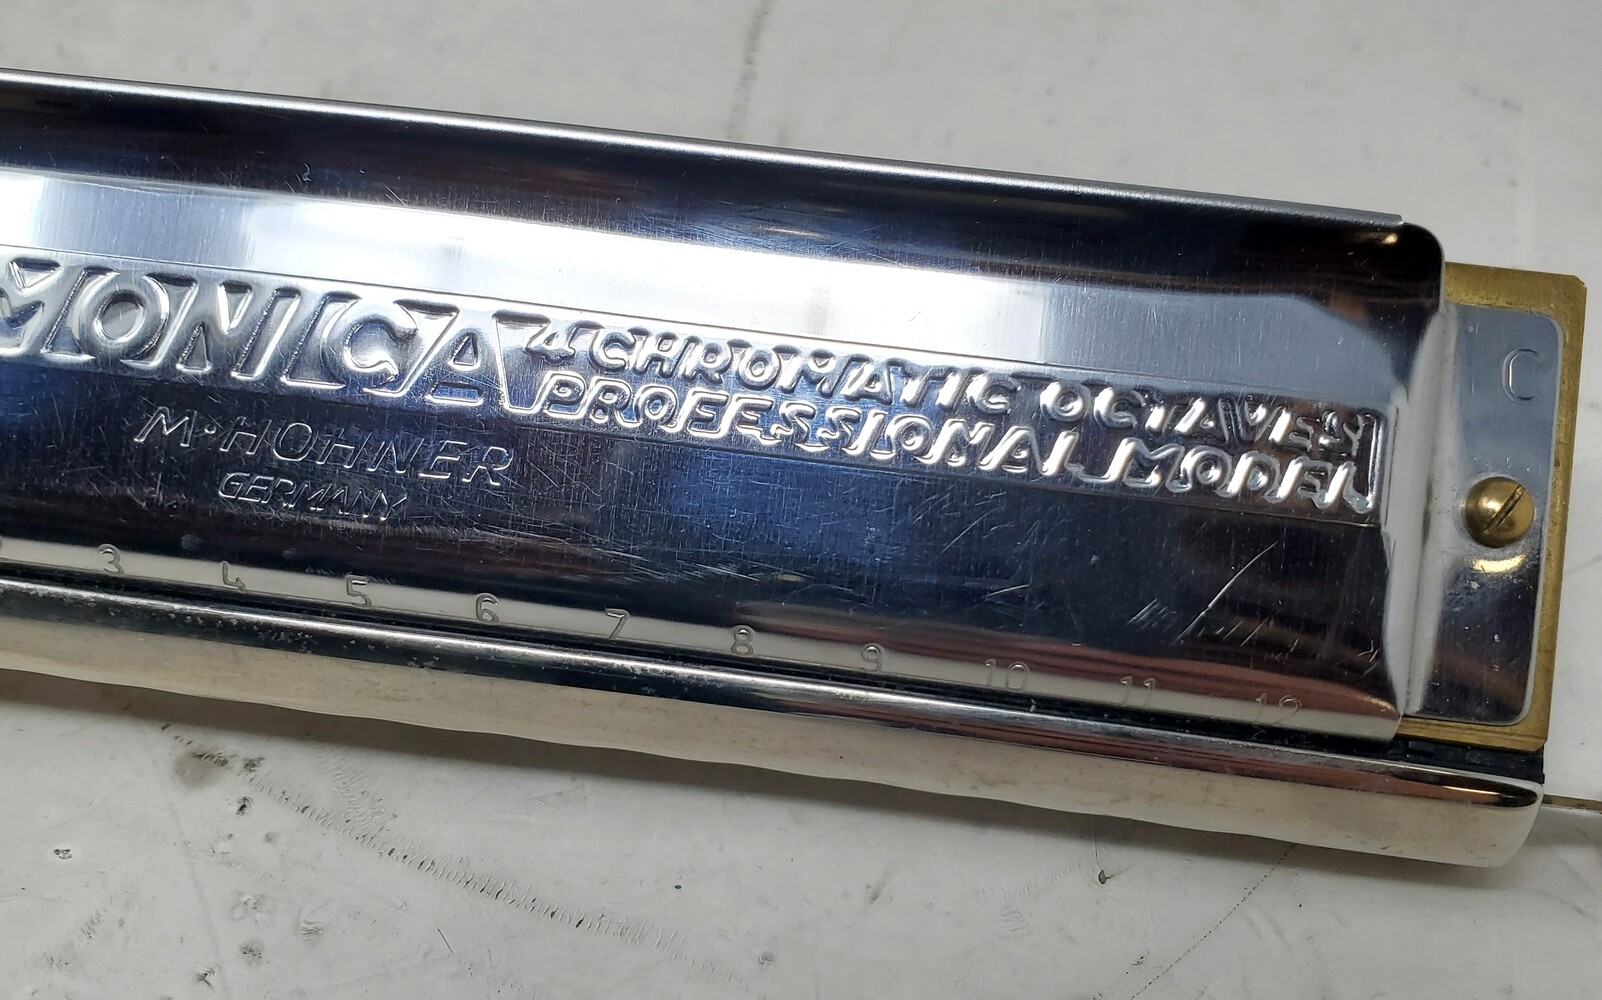 MONICA
4 CHROMATIC OCTAVES
PROFESSIONAL MODEL
C
M. HOHNER
GERMANY
3 4 5 6 7 8 9 10 11 12